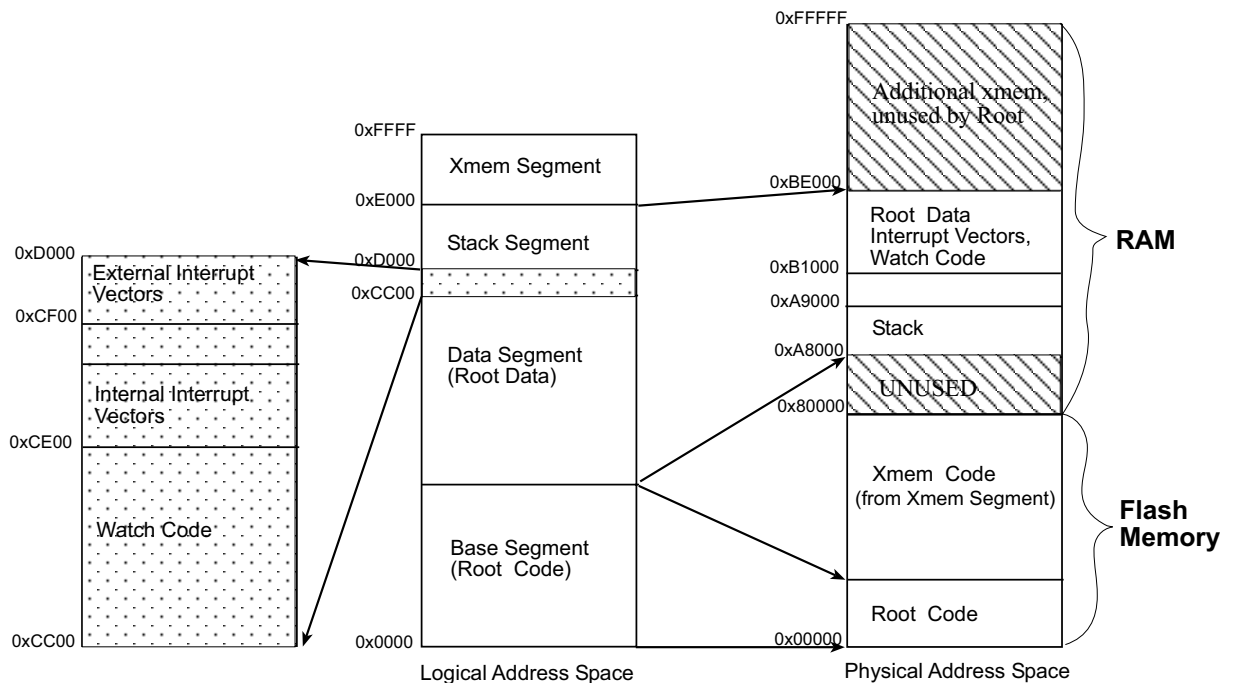 0xD000
External Interrupt
Vectors
0xCF00
Internal Interrupt
Vectors
0xCE00
Watch Code
0xCC00
0xFFFF
Xmem Segment
0xE000
Stack Segment
0xD000
0xCC00
Data Segment
(Root Data)
Base Segment
(Root Code)
0x0000
Logical Address Space
0xFFFFF
Additional xmem,
unused by Root
0xBE000
Root Data
Interrupt Vectors,
Watch Code
0xB1000
0xA9000
Stack
0xA8000
UNUSED
0x80000
Xmem Code
(from Xmem Segment)
Root Code
0x00000
Physical Address Space
RAM
Flash
Memory